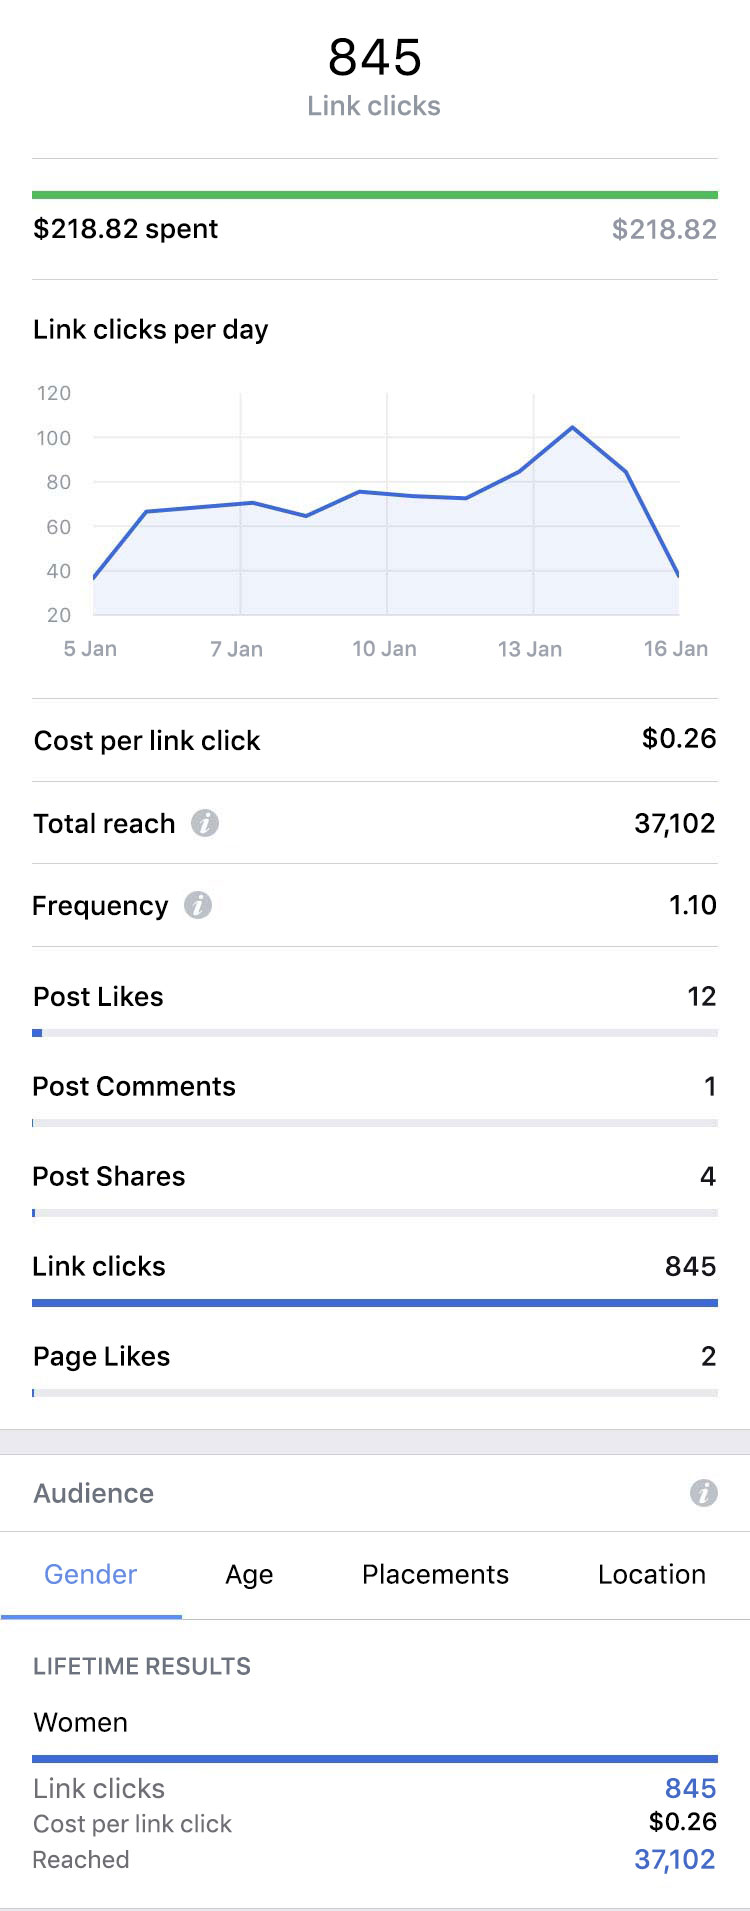 845
Link clicks
$218.82 spent $218.82
Link clicks per day
120
100
80
60
40
20
5 Jan 7 Jan 10 Jan 13 Jan 16 Jan
Cost per link click $0.26
Total reach i 37,102
Frequency i 1.10
Post Likes 12
Post Comments 1
Post Shares 4
Link clicks 845
Page Likes 2
Audience i
Gender Age Placements Location
LIFETIME RESULTS
Women
Link clicks 845
Cost per link click $0.26
Reached 37,102